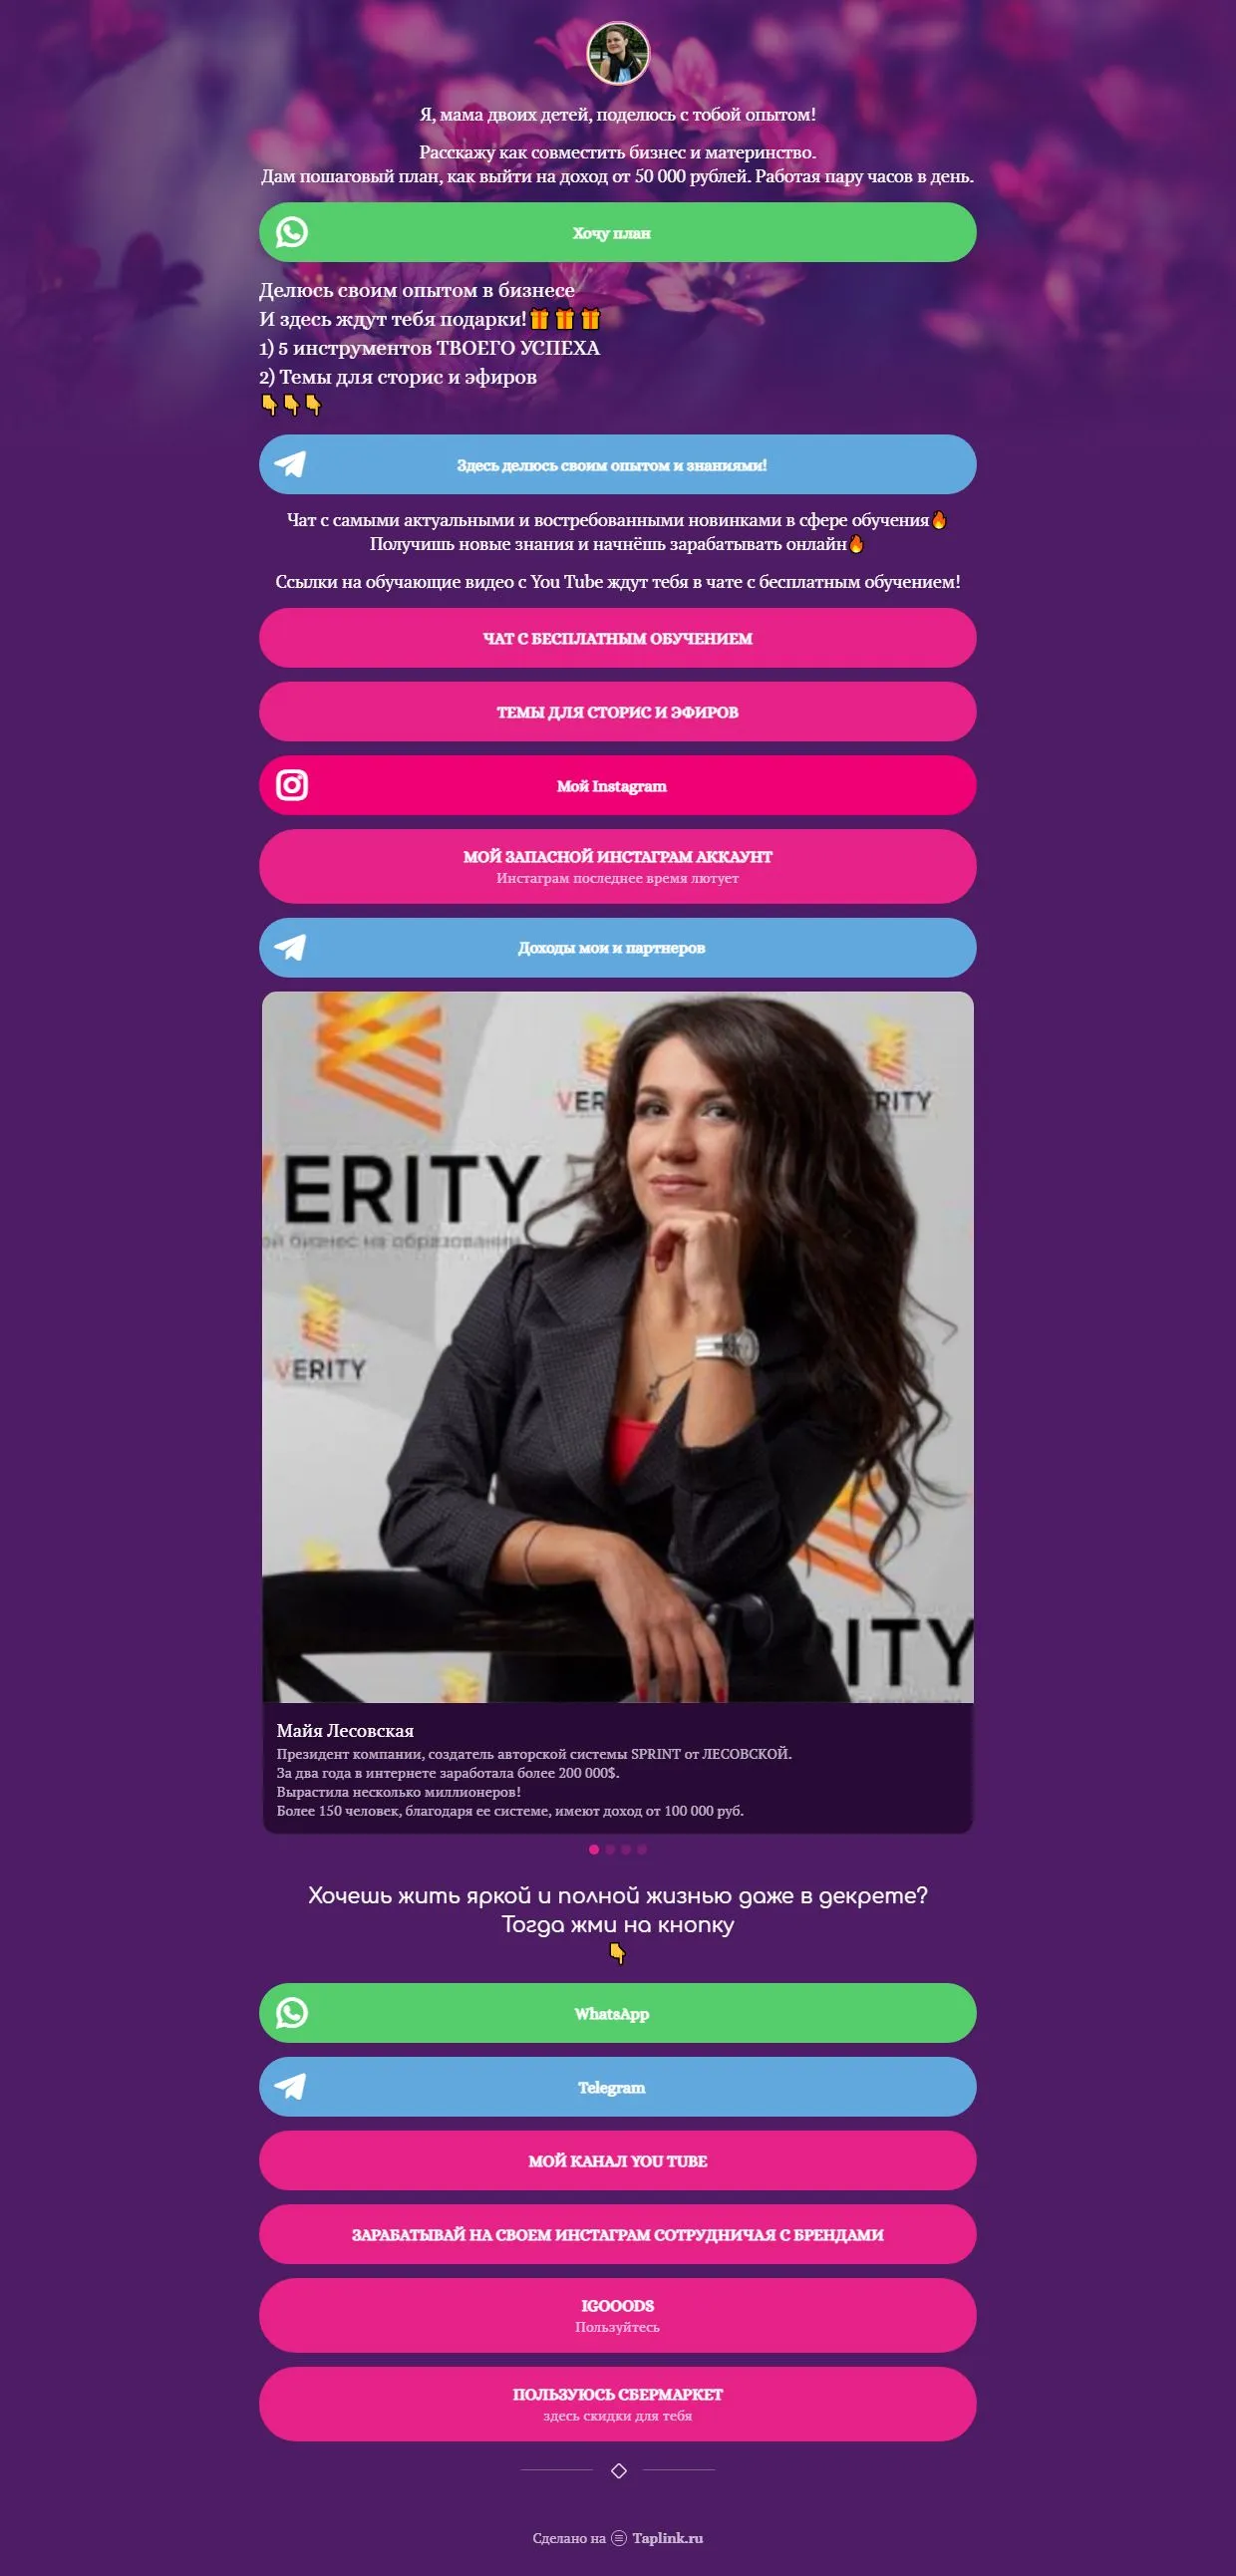 Я, мама двоих детей, поделюсь с тобой опытом!
Расскажу как совместить бизнес и материнство.
Дам пошаговый план, как выйти на доход от 50 000 рублей. Работая пару часов в день.
Хочу план
Делюсь своим опытом в бизнесе
И здесь ждут тебя подарки!🎁🎁🎁
1) 5 инструментов ТВОЕГО УСПЕХА
2) Темы для сторис и эфиров
👇👇👇
Здесь делюсь своим опытом и знаниями!
Чат с самыми актуальными и востребованными новинками в сфере обучения🔥
Получишь новые знания и начнёшь зарабатывать онлайн🔥
Ссылки на обучающие видео с You Tube ждут тебя в чате с бесплатным обучением!
ЧАТ С БЕСПЛАТНЫМ ОБУЧЕНИЕМ
ТЕМЫ ДЛЯ СТОРИС И ЭФИРОВ
Мой Instagram
МОЙ ЗАПАСНОЙ ИНСТАГРАМ АККАУНТ
Инстаграм последнее время лютует
Доходы мои и партнеров
VER RITY
VERITY
ой бизнес на образовании
VERITY
ITY
Майя Лесовская
Президент компании, создатель авторской системы SPRINT от ЛЕСОВСКОЙ.
За два года в интернете заработала более 200 000$.
Вырастила несколько миллионеров!
Более 150 человек, благодаря ее системе, имеют доход от 100 000 руб.
Хочешь жить яркой и полной жизнью даже в декрете?
Тогда жми на кнопку
👇
WhatsApp
Telegram
МОЙ КАНАЛ YOU TUBE
ЗАРАБАТЫВАЙ НА СВОЕМ ИНСТАГРАМ СОТРУДНИЧАЯ С БРЕНДАМИ
IGOOODS
Пользуйтесь
ПОЛЬЗУЮСЬ СБЕРМАРКЕТ
здесь скидки для тебя
Сделано на Taplink.ru